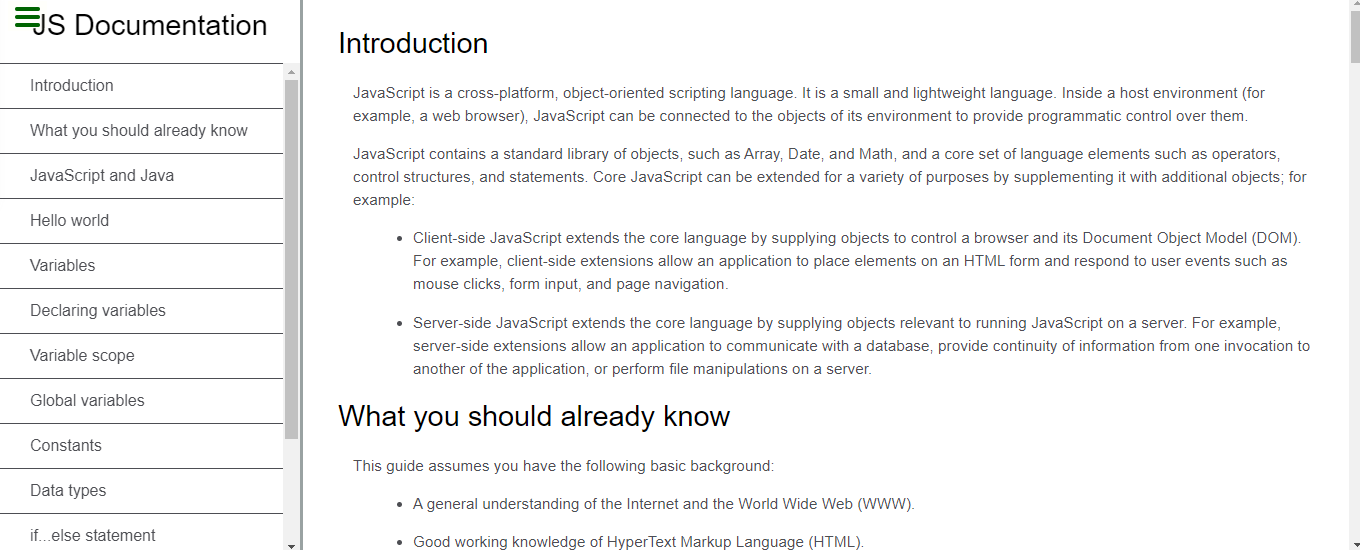 JS Documentation
Introduction
What you should already know
JavaScript and Java
Hello world
Variables
Declaring variables
Variable scope
Global variables
Constants
Data types
if...else statement
Introduction
JavaScript is a cross-platform, object-oriented scripting language. It is a small and lightweight language. Inside a host environment (for
example, a web browser), JavaScript can be connected to the objects of its environment to provide programmatic control over them.
JavaScript contains a standard library of objects, such as Array, Date, and Math, and a core set of language elements such as operators,
control structures, and statements. Core JavaScript can be extended for a variety of purposes by supplementing it with additional objects; for
example:
• Client-side JavaScript extends the core language by supplying objects to control a browser and its Document Object Model (DOM).
For example, client-side extensions allow an application to place elements on an HTML form and respond to user events such as
mouse clicks, form input, and page navigation.
• Server-side JavaScript extends the core language by supplying objects relevant to running JavaScript on a server. For example,
server-side extensions allow an application to communicate with a database, provide continuity of information from one invocation to
another of the application, or perform file manipulations on a server.
What you should already know
This guide assumes you have the following basic background:
• A general understanding of the Internet and the World Wide Web (WWW).
• Good working knowledge of HyperText Markup Language (HTML).